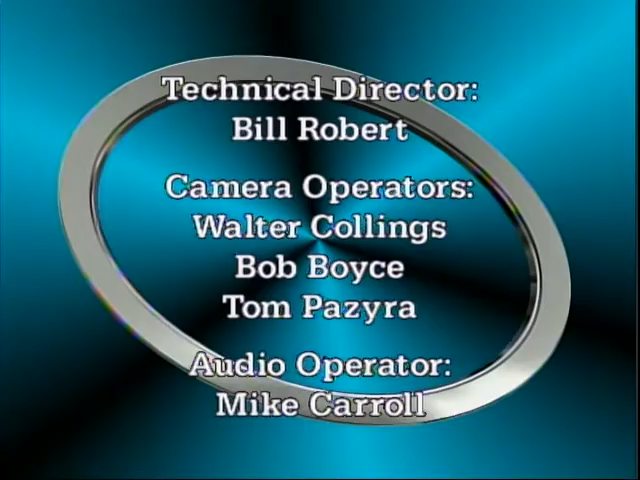 Technical Director:
Bill Robert
Camera Operators:
Walter Collings
Bob Boyce
Tom Pazyra
Audio Operator:
Mike Carroll